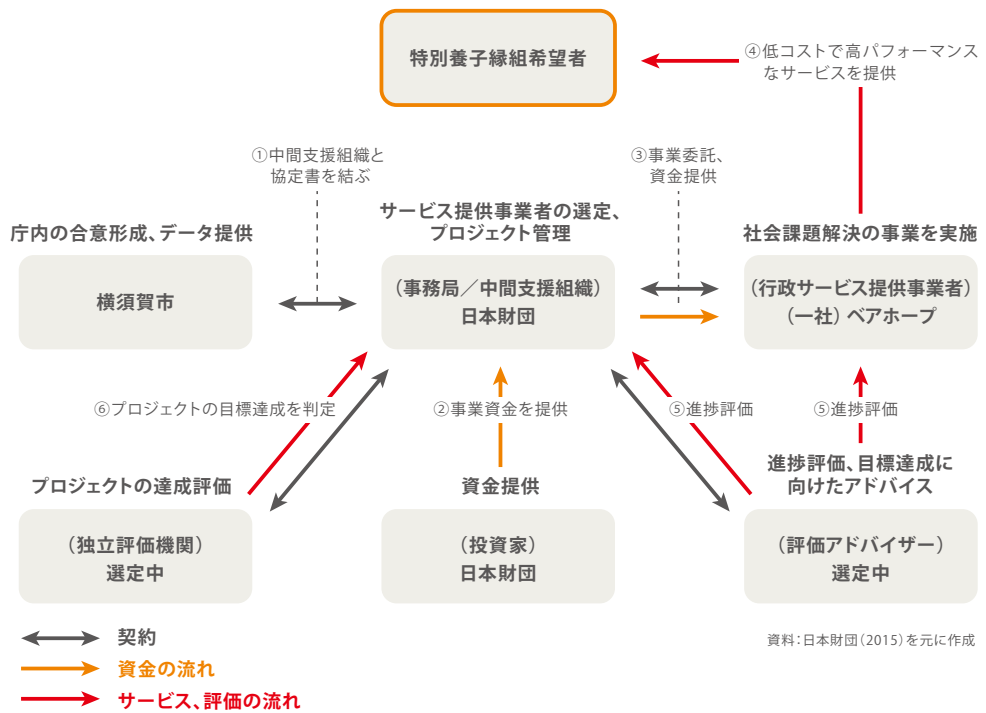 特別養子縁組希望者
④低コストで高パフォーマンス
なサービスを提供
①中間支援組織と
協定書を結ぶ
③事業委託、
資金提供
庁内の合意形成、データ提供
サービス提供事業者の選定、
プロジェクト管理
社会課題解決の事業を実施
横須賀市
(事務局/中間支援組織)
日本財団
(行政サービス提供事業者)
(一社)ベアホープ
⑥プロジェクトの目標達成を判定
②事業資金を提供
⑤進捗評価
⑤進捗評価
プロジェクトの達成評価
資金提供
進捗評価、目標達成に
向けたアドバイス
(独立評価機関)
選定中
(投資家)
日本財団
(評価アドバイザー)
選定中
契約
資金の流れ
サービス、評価の流れ
資料:日本財団(2015)を元に作成